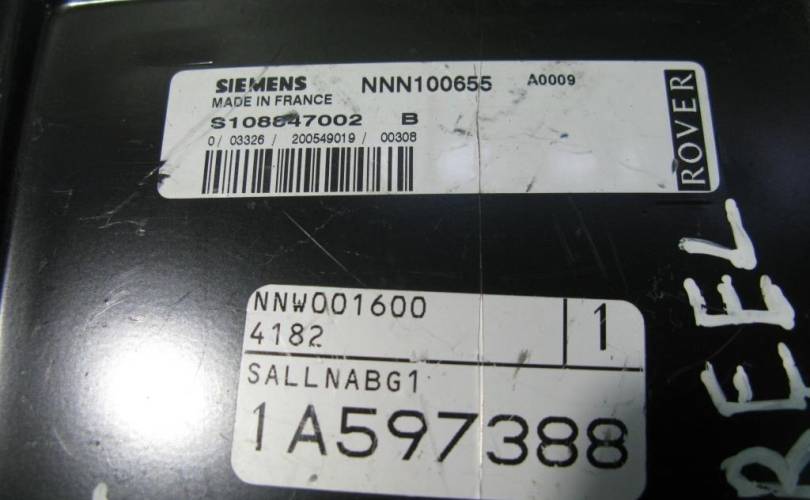 SIEMENS NNN100655 A0009
MADE IN FRANCE
S108847002 B
0/ 03326 / 200549019 / 00308
ROVER
NNW001600
4182
1
SALLNABG1
1A597388